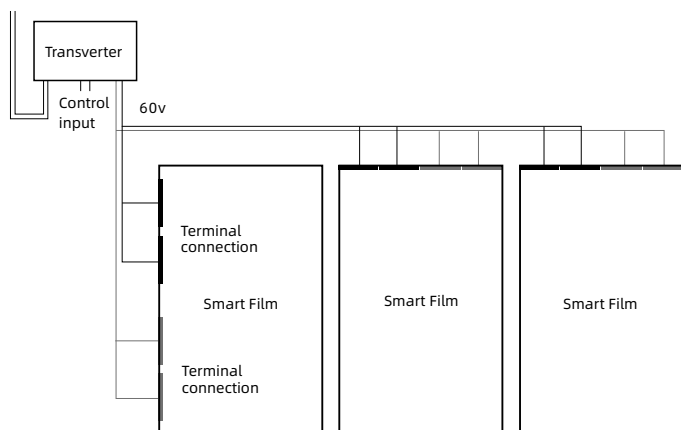 Transverter
Control
input
60v
Terminal
connection
Smart Film
Smart Film
Smart Film
Terminal
connection